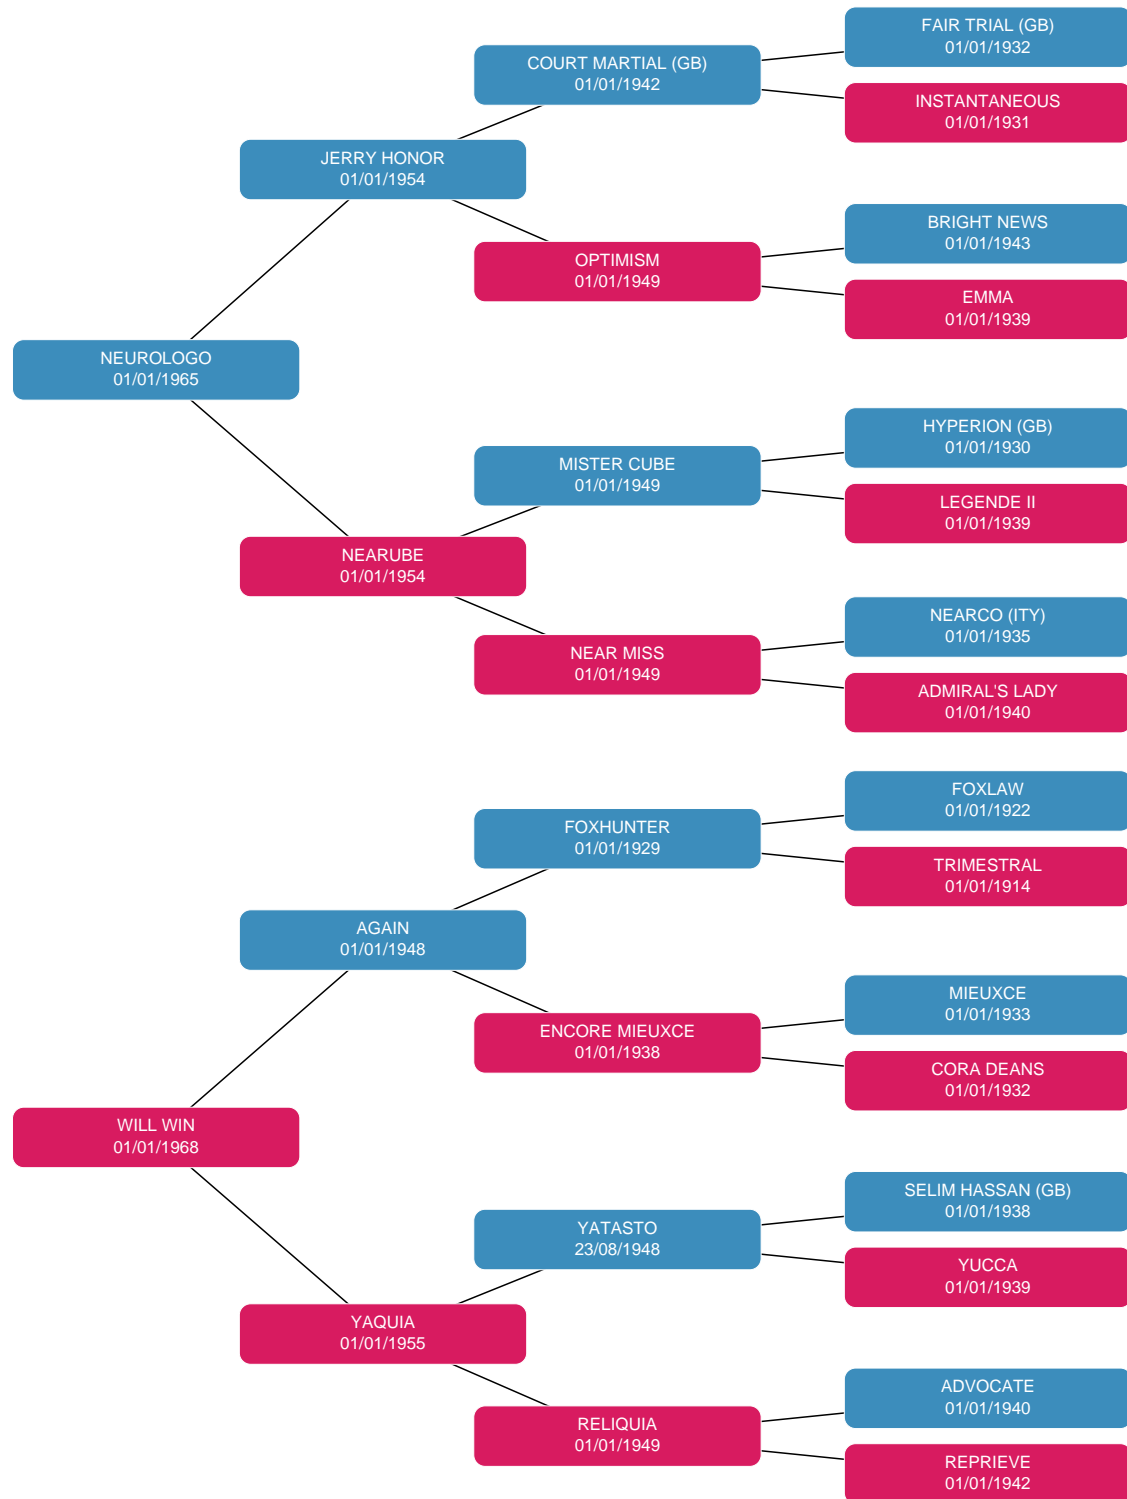 FAIR TRIAL (GB)
01/01/1932
COURT MARTIAL (GB)
01/01/1942
INSTANTANEOUS
01/01/1931
JERRY HONOR
01/01/1954
BRIGHT NEWS
01/01/1943
OPTIMISM
01/01/1949
EMMA
01/01/1939
NEUROLOGO
01/01/1965
HYPERION (GB)
01/01/1930
MISTER CUBE
01/01/1949
LEGENDE II
01/01/1939
NEARUBE
01/01/1954
NEARCO (ITY)
01/01/1935
NEAR MISS
01/01/1949
ADMIRAL'S LADY
01/01/1940
FOXLAW
01/01/1922
FOXHUNTER
01/01/1929
TRIMESTRAL
01/01/1914
AGAIN
01/01/1948
MIEUXCE
01/01/1933
ENCORE MIEUXCE
01/01/1938
CORA DEANS
01/01/1932
WILL WIN
01/01/1968
SELIM HASSAN (GB)
01/01/1938
YATASTO
23/08/1948
YUCCA
01/01/1939
YAQUIA
01/01/1955
ADVOCATE
01/01/1940
RELIQUIA
01/01/1949
REPRIEVE
01/01/1942